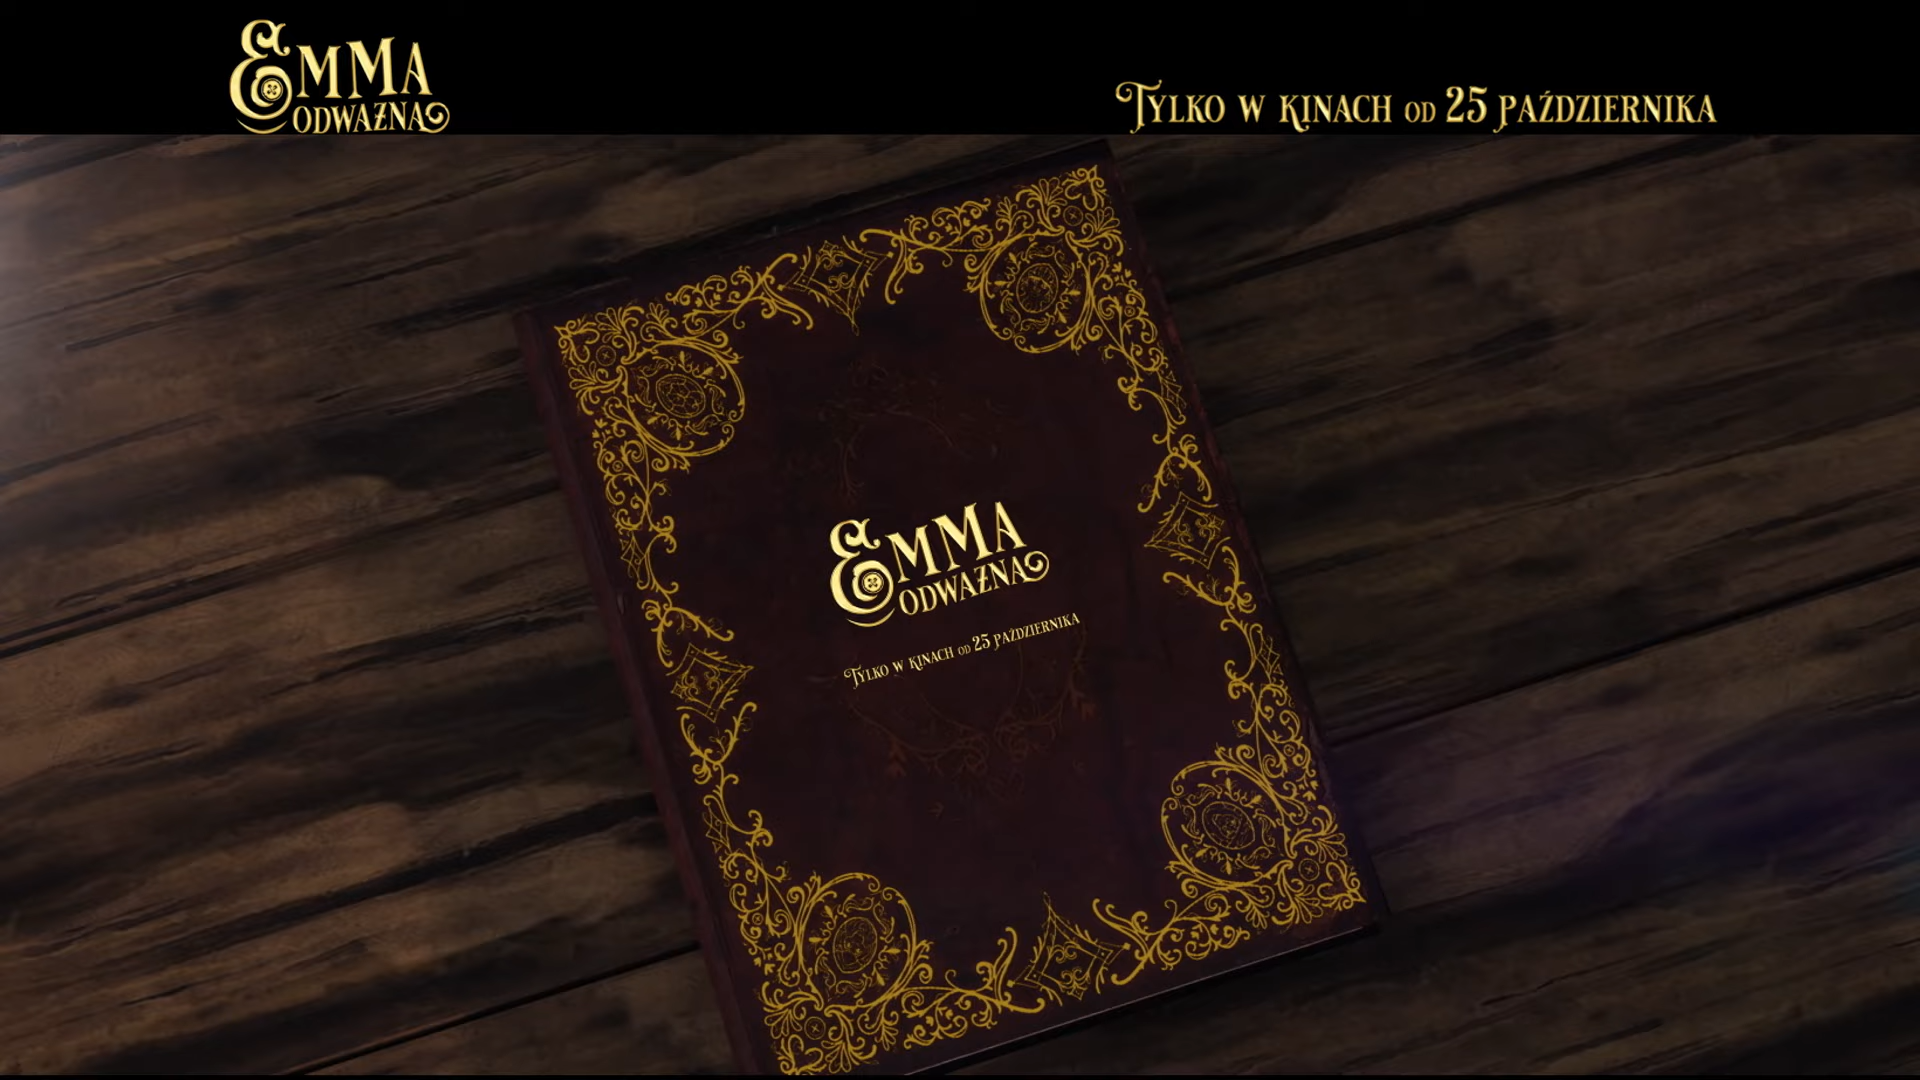 EMMA
ODWAŻNA
TYLKO W KINACH OD 25 PAŹDZIERNIKA
EMMA
ODWAŻNA
TYLKO W KINACH OD 25 PAŹDZIERNIKA